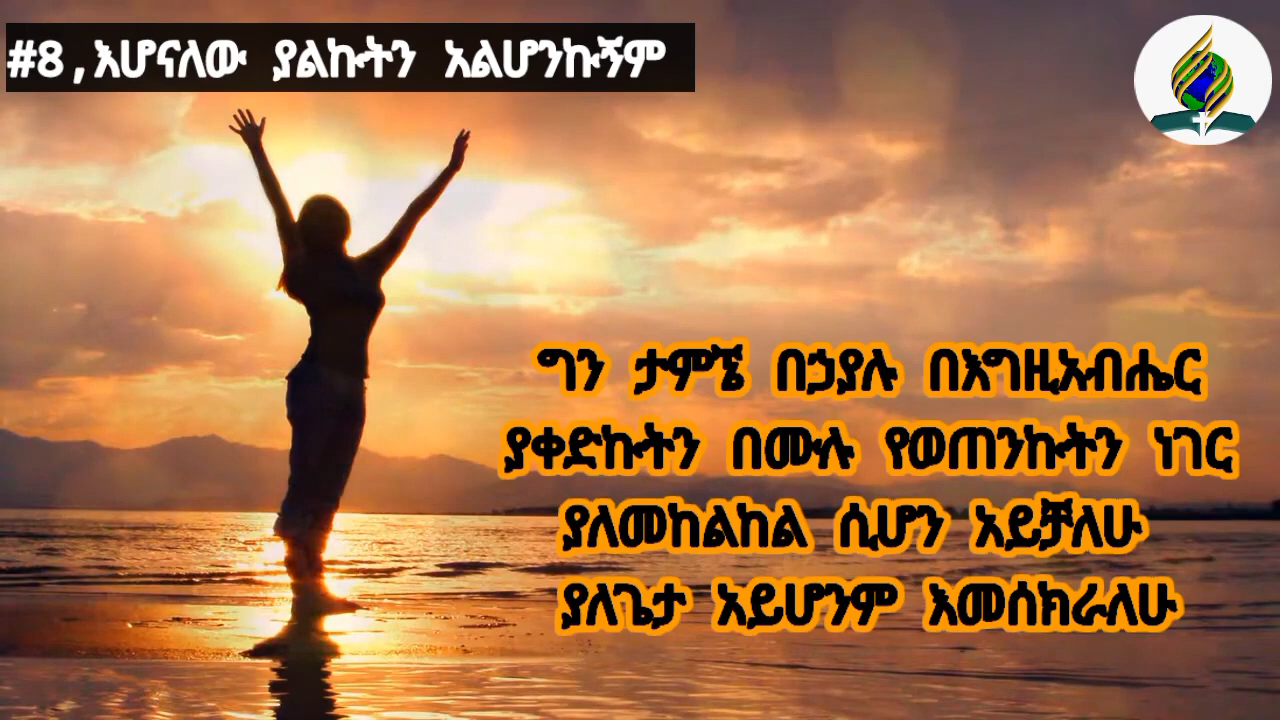 #8,እሆናለው ያልኩትን አልሆንኩኝም
ግን ታምኜ በኃያሉ በእግዚአብሔር
ያቀድኩትን በሙሉ የወጠንኩትን ነገር
ያለመከልከል ሲሆን አይቻለሁ
ያለጌታ አይሆንም እመሰክራለሁ